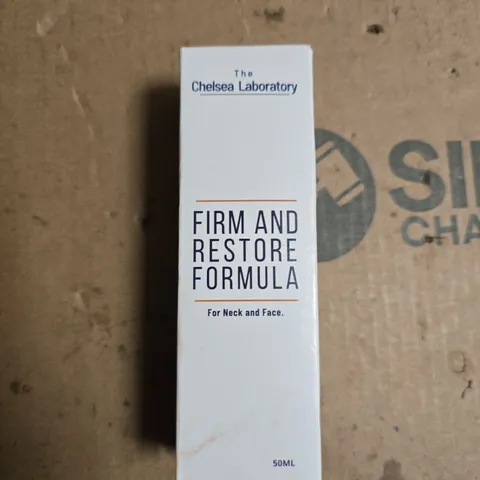 The
Chelsea Laboratory
FIRM AND
RESTORE
FORMULA
For Neck and Face.
50ML